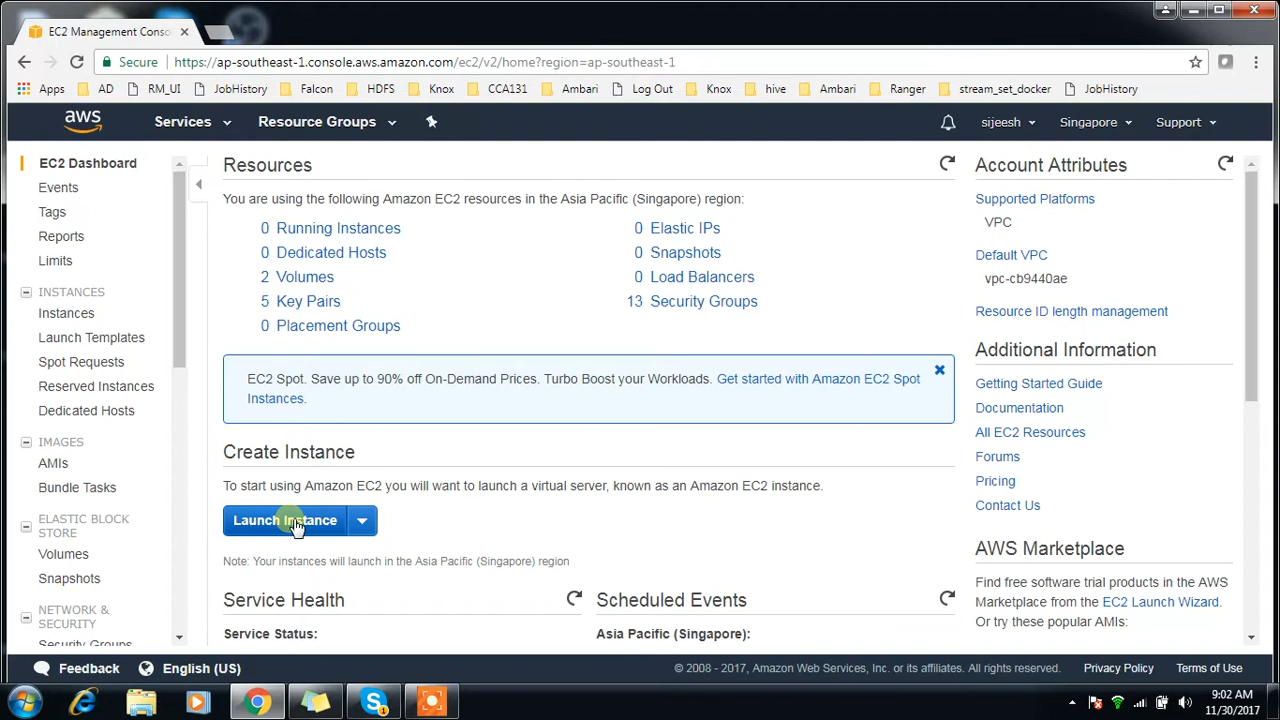 EC2 Management Conso
Secure https://ap-southeast-1.console.aws.amazon.com/ec2/v2/home?region=ap-southeast-1
Apps AD RM_UI JobHistory Falcon HDFS Knox CCA131 Ambari Log Out Knox hive Ambari Ranger stream_set_docker JobHistory
aws Services Resource Groups sijeesh Singapore Support
EC2 Dashboard
Events
Tags
Reports
Limits
INSTANCES
Instances
Launch Templates
Spot Requests
Reserved Instances
Dedicated Hosts
IMAGES
AMIs
Bundle Tasks
ELASTIC BLOCK
STORE
Volumes
Snapshots
NETWORK &
SECURITY
Security Groups
Resources
You are using the following Amazon EC2 resources in the Asia Pacific (Singapore) region:
0 Running Instances
0 Elastic IPs
0 Dedicated Hosts
0 Snapshots
2 Volumes
0 Load Balancers
5 Key Pairs
13 Security Groups
0 Placement Groups
EC2 Spot. Save up to 90% off On-Demand Prices. Turbo Boost your Workloads. Get started with Amazon EC2 Spot
Instances.
Create Instance
To start using Amazon EC2 you will want to launch a virtual server, known as an Amazon EC2 instance.
Launch Instance
Note: Your instances will launch in the Asia Pacific (Singapore) region
Service Health
Service Status:
Scheduled Events
Asia Pacific (Singapore):
Account Attributes
Supported Platforms
VPC
Default VPC
vpc-cb9440ae
Resource ID length management
Additional Information
Getting Started Guide
Documentation
All EC2 Resources
Forums
Pricing
Contact Us
AWS Marketplace
Find free software trial products in the AWS
Marketplace from the EC2 Launch Wizard.
Or try these popular AMIs:
Feedback English (US) © 2008 - 2017, Amazon Web Services, Inc. or its affiliates. All rights reserved. Privacy Policy Terms of Use
9:02 AM
11/30/2017